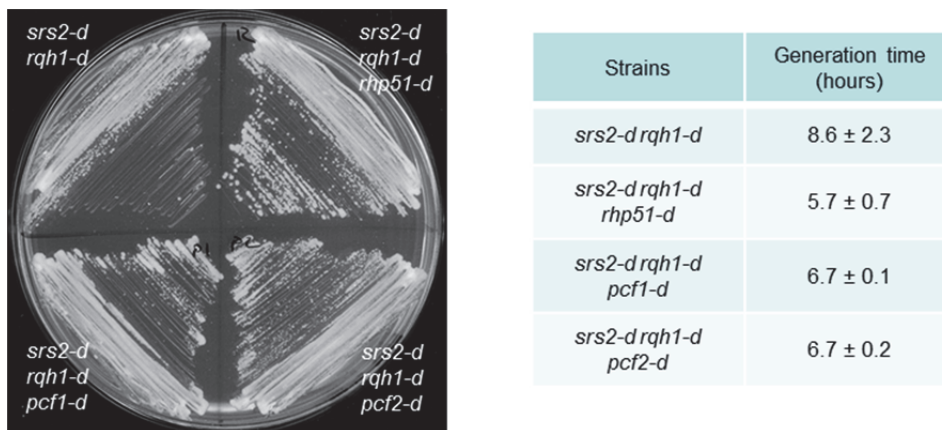 srs2-d
rqh1-d
srs2-d
rqh1-d
rhp51-d
R
P1
P2
srs2-d
rqh1-d
pcf1-d
srs2-d
rqh1-d
pcf2-d
Strains
Generation time
(hours)
srs2-d rqh1-d
8.6 ± 2.3
srs2-d rqh1-d
rhp51-d
5.7 ± 0.7
srs2-d rqh1-d
pcf1-d
6.7 ± 0.1
srs2-d rqh1-d
pcf2-d
6.7 ± 0.2